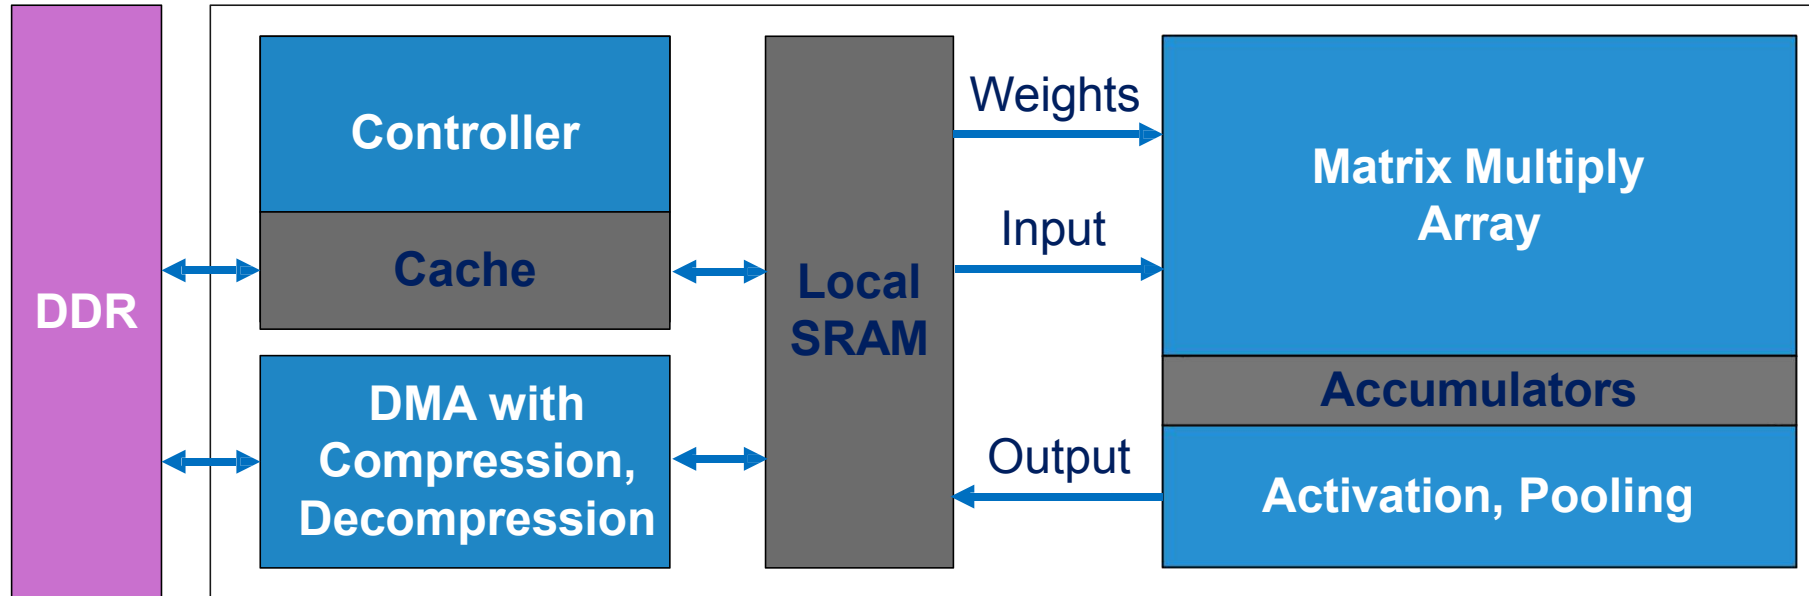 DDR
Controller
Cache
DMA with
Compression,
Decompression
Local
SRAM
Weights
Input
Output
Matrix Multiply
Array
Accumulators
Activation, Pooling